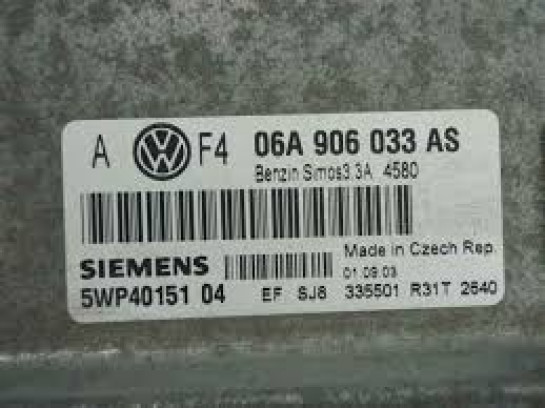 A VW F4 06A 906 033 AS
Benzin Simos3.3A 4580
Made in Czech Rep.
SIEMENS
01.09.03
5WP40151 04 EF SJ8 335501 R31T 2640